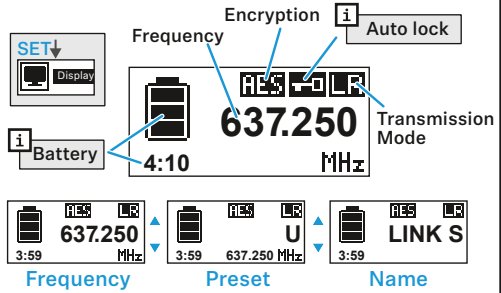 Encryption
i
Auto lock
Frequency
SET
Display
AES LR
637.250
Transmission
Mode
i
Battery
4:10
MHz
AES LR
637.250
3:59
MHz
Frequency
AES LR
U
3:59
637.250 MHz
Preset
AES LR
LINK S
3:59
Name